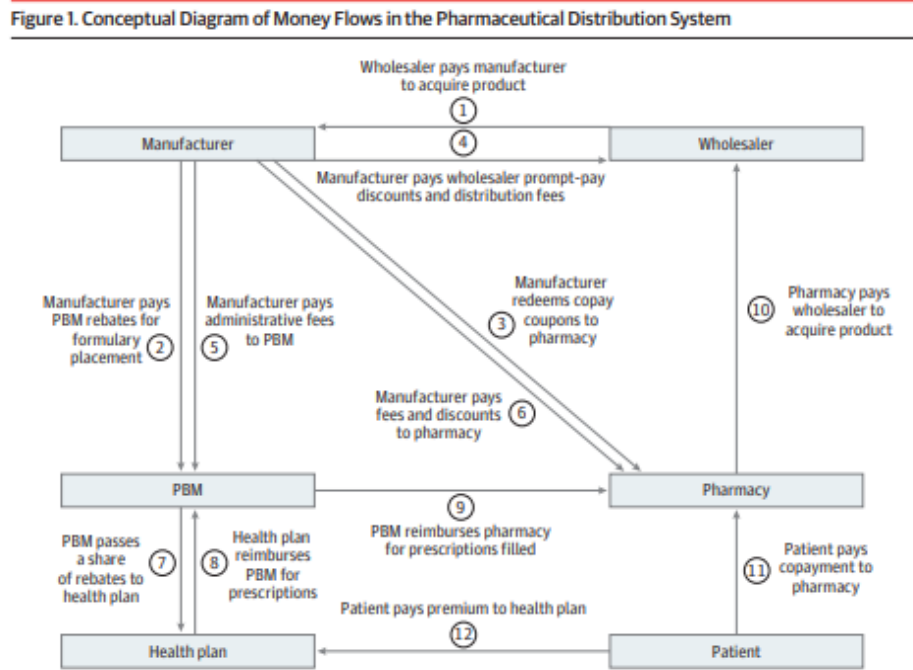 Figure 1. Conceptual Diagram of Money Flows in the Pharmaceutical Distribution System
Wholesaler pays manufacturer
to acquire product
1
Manufacturer
4
Wholesaler
Manufacturer pays wholesaler prompt-pay
discounts and distribution fees
Manufacturer pays
PBM rebates for
formulary
placement
2
5
Manufacturer pays
administrative fees
to PBM
3
Manufacturer
redeems copay
coupons to
pharmacy
10
Pharmacy pays
wholesaler to
acquire product
Manufacturer pays
fees and discounts
to pharmacy
6
PBM
Pharmacy
9
PBM reimburses pharmacy
for prescriptions filled
PBM passes
a share
of rebates to
health plan
7
8
Health plan
reimburses
PBM for
prescriptions
11
Patient pays
copayment to
pharmacy
Patient pays premium to health plan
12
Health plan
Patient